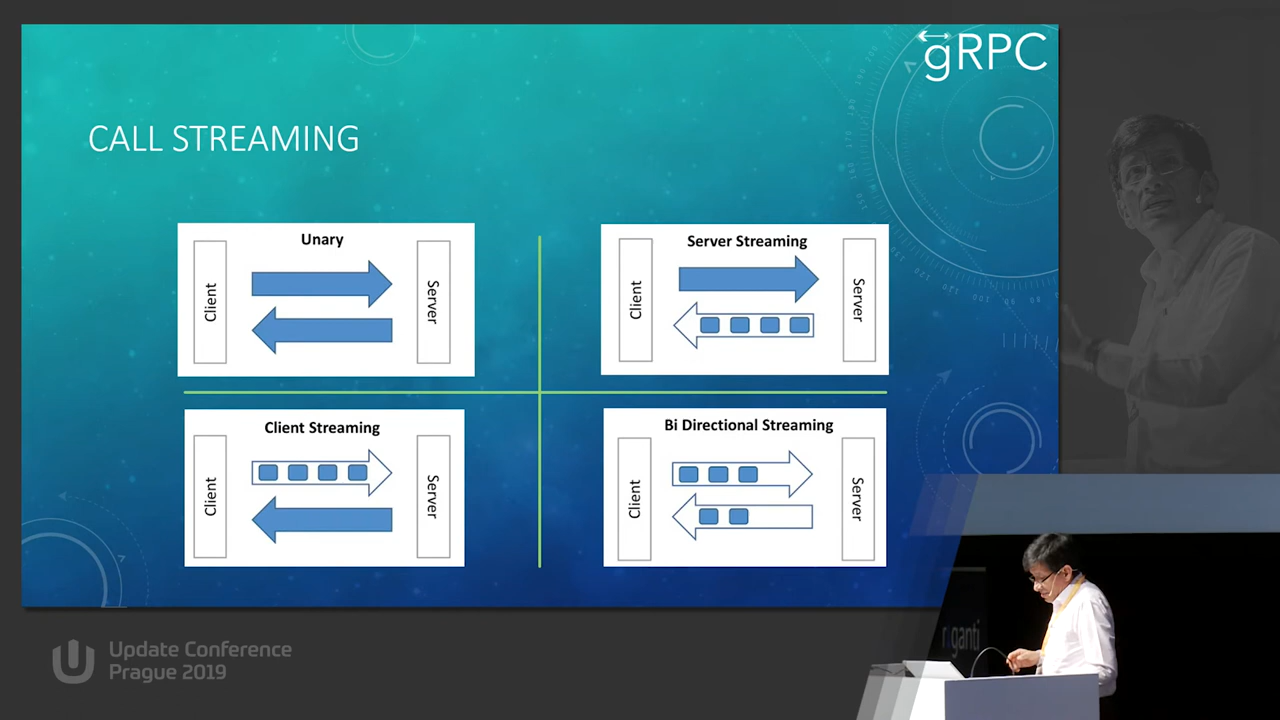 gRPC
CALL STREAMING
Unary
Client
Server
Server Streaming
Client
Server
Client Streaming
Client
Server
Bi Directional Streaming
Client
Server
Update Conference
Prague 2019